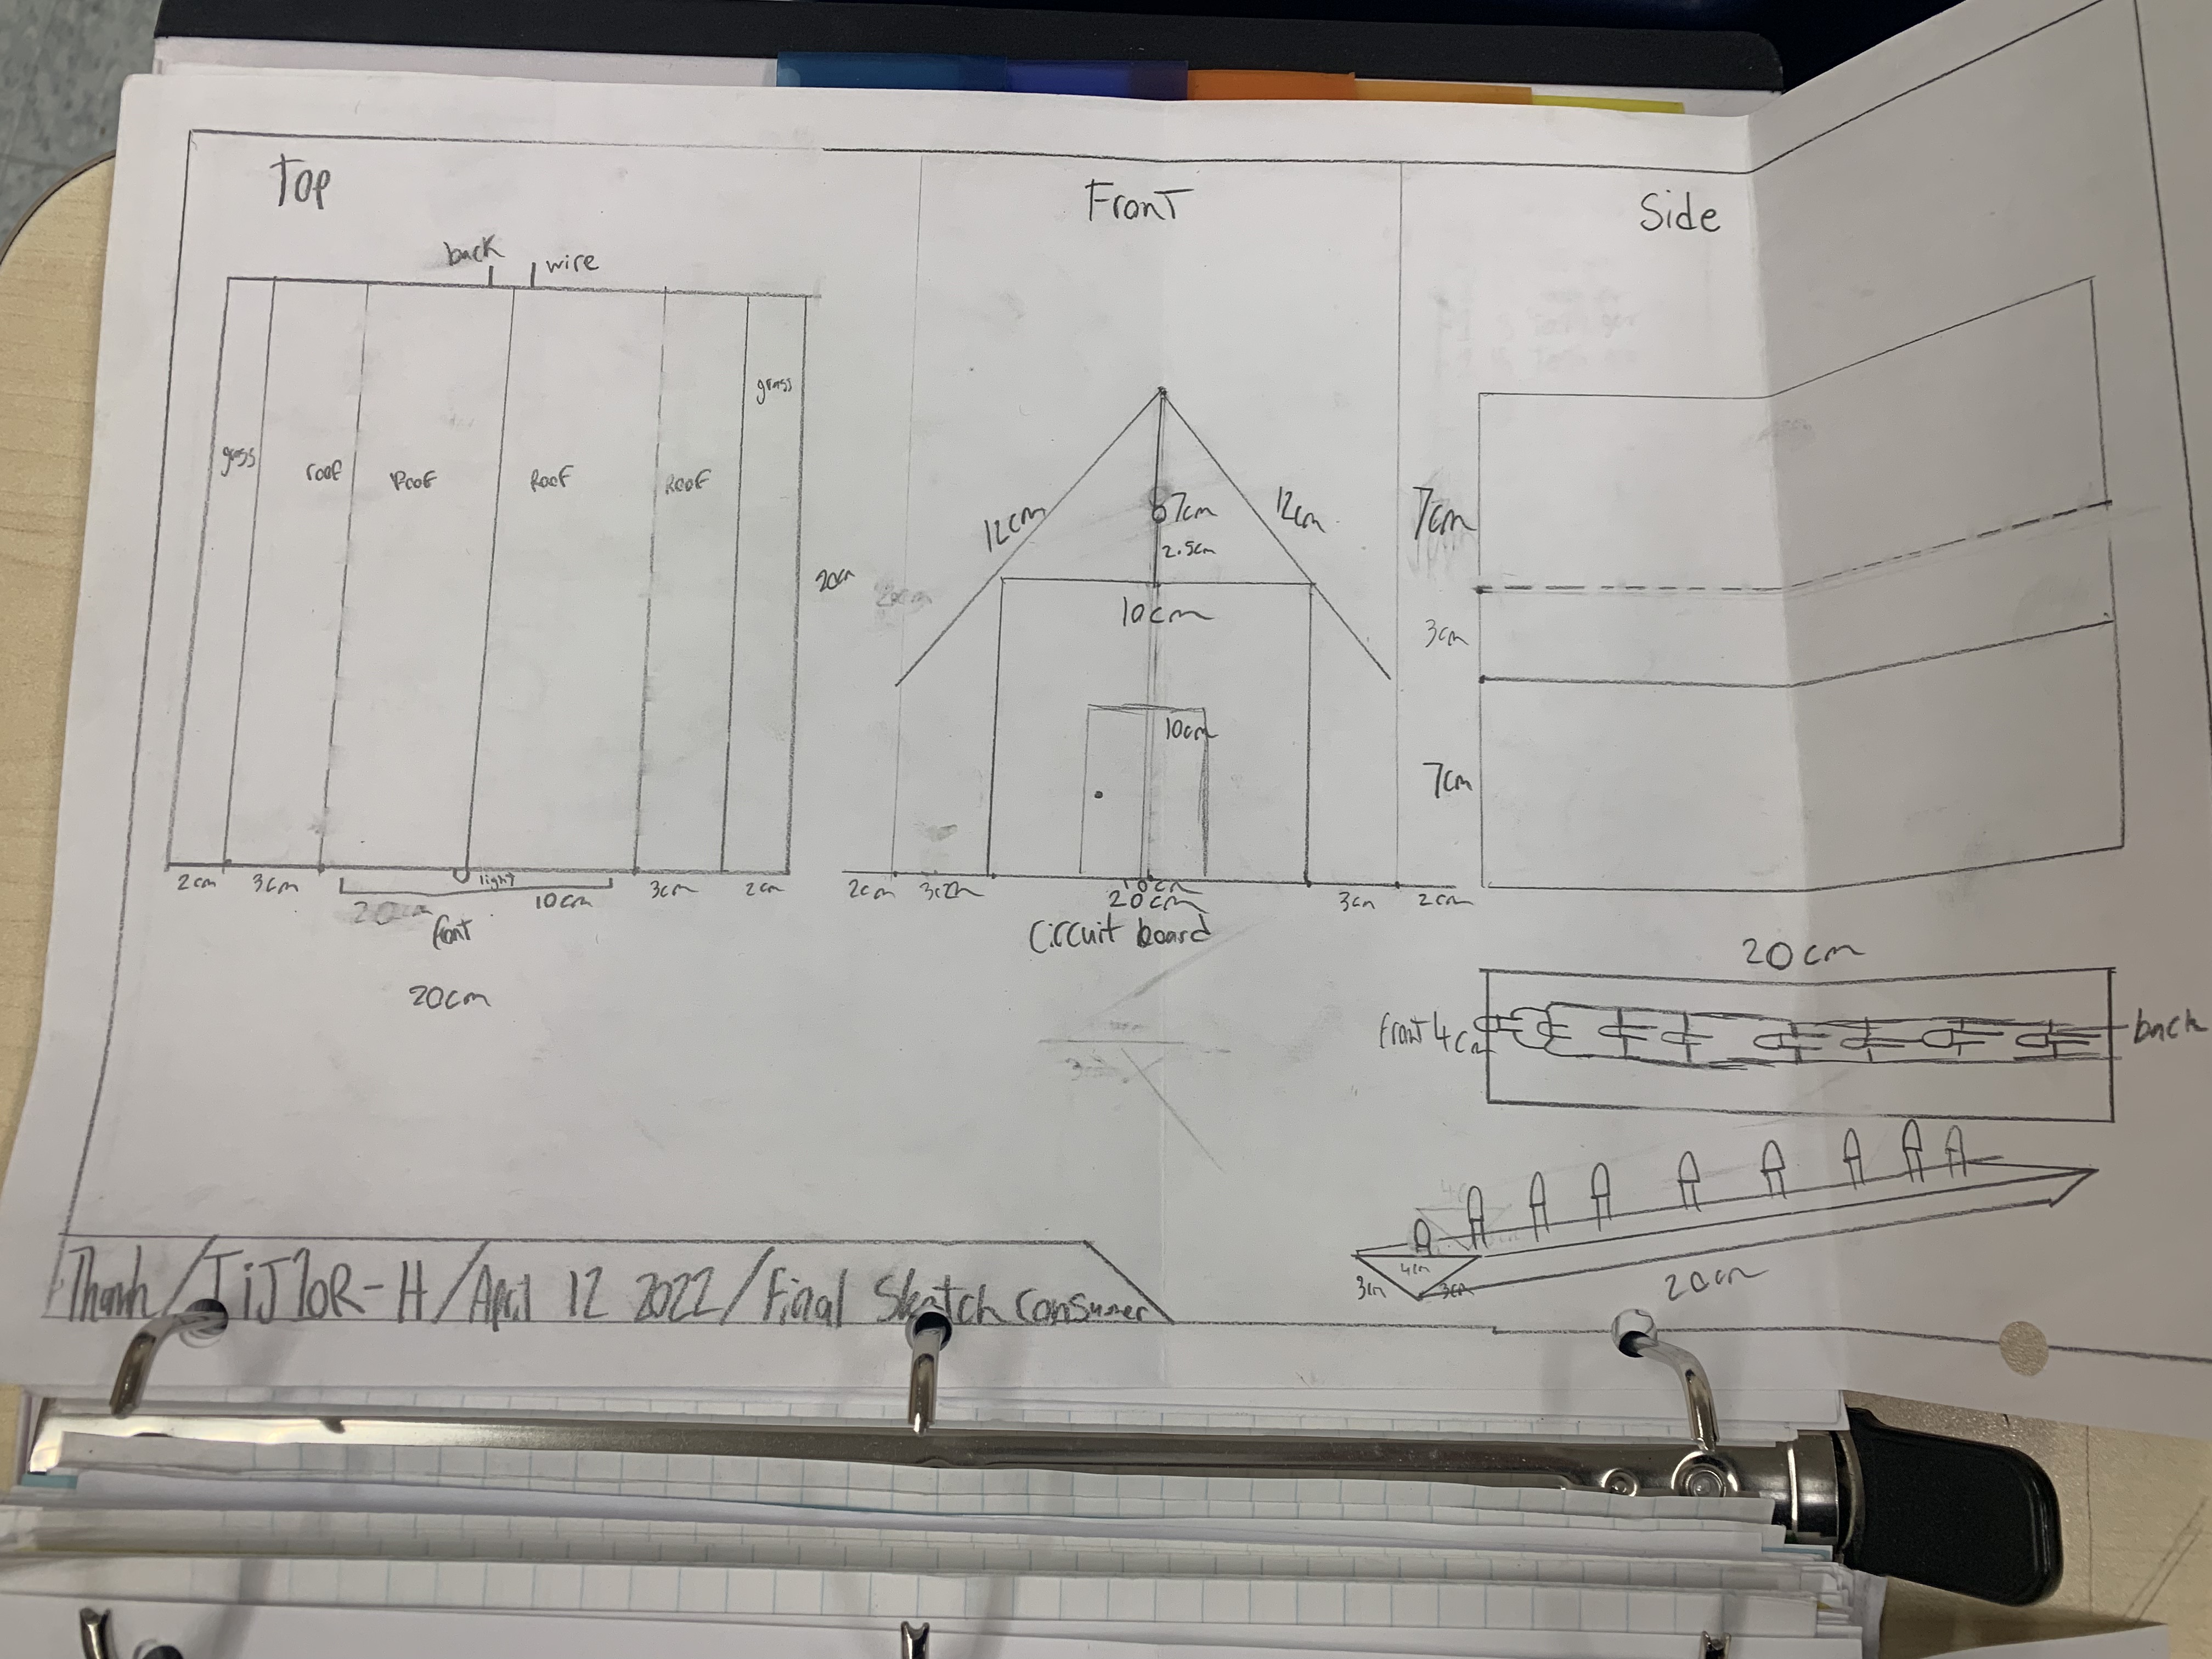 Top
Front
Side
back
wire
grass
roof
Roof
Roof
Roof
grass
20cm
2cm
3cm
light
10cm
3cm
2cm
20cm
front
20cm
12cm
7cm
12cm
2.5cm
20cm
10cm
10cm
2cm
3cm
10cm
20cm
3cm
2cm
Circuit board
7cm
3cm
7cm
20cm
front 4cm
back
4cm
3cm
3cm
20cm
Thanh/TiJ1oR-H/April 12 2022/Final Sketch Consumer